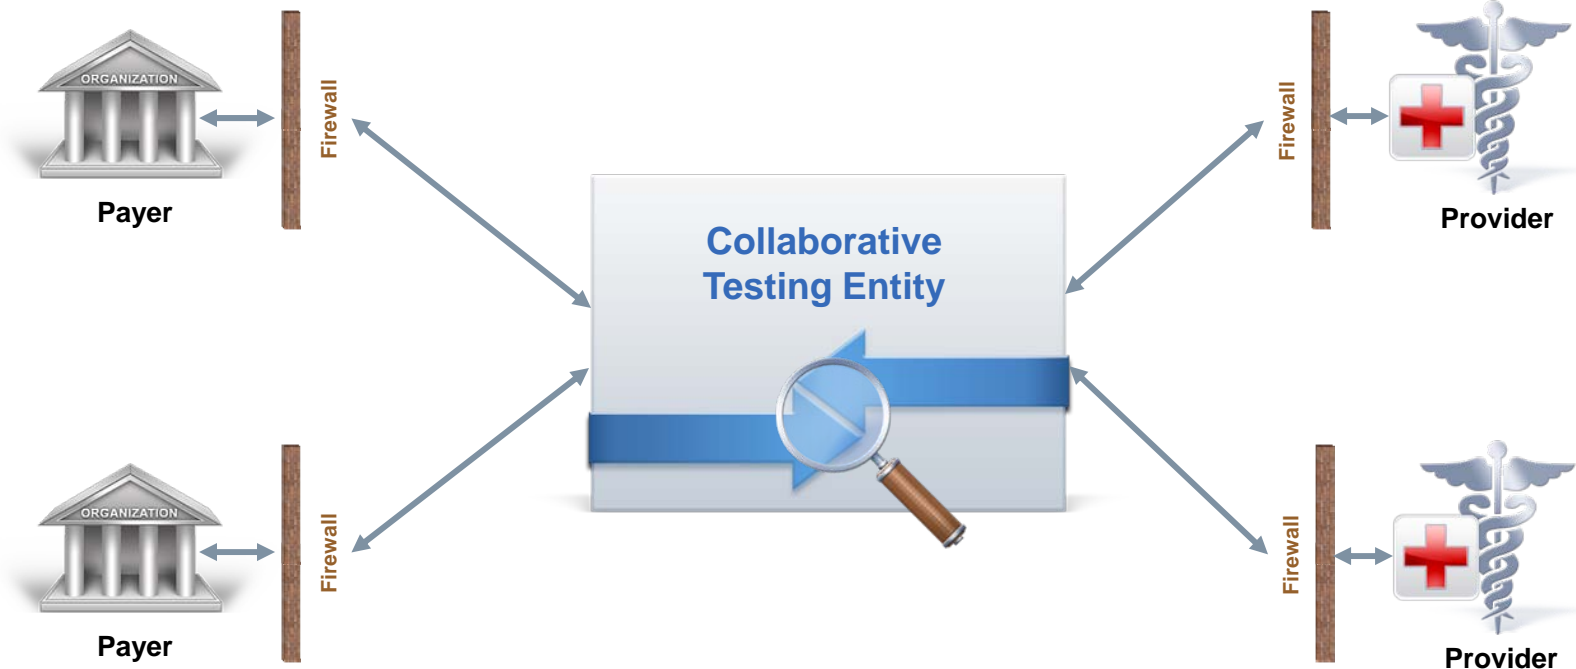 ORGANIZATION
Firewall
Payer
Firewall
Provider
Collaborative
Testing Entity
ORGANIZATION
Firewall
Payer
Firewall
Provider